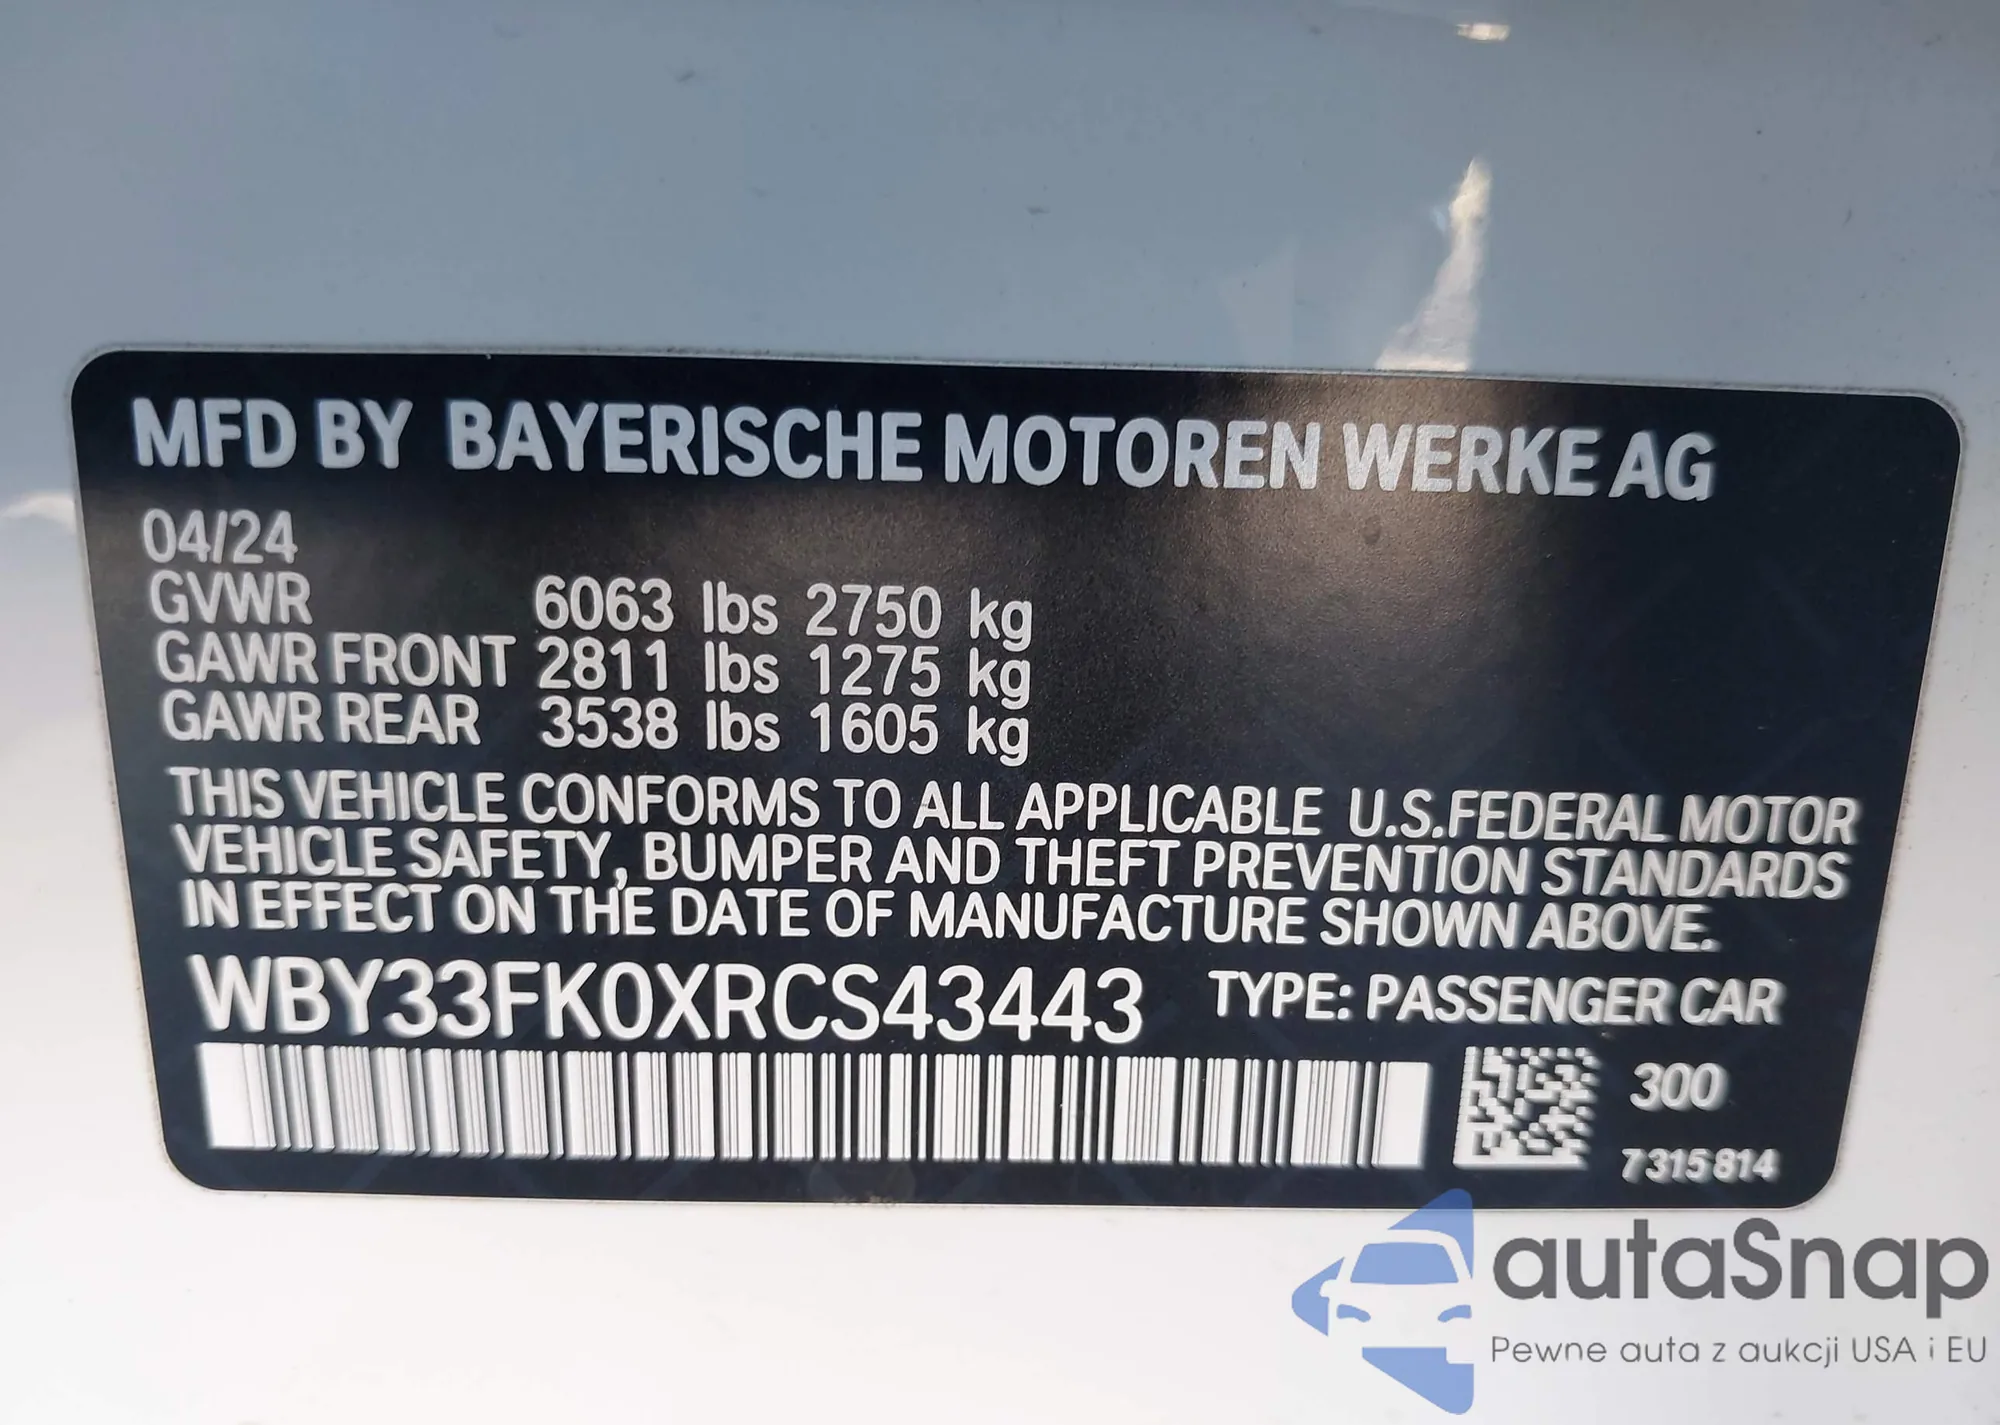 MFD BY BAYERISCHE MOTOREN WERKE AG
04/24
GVWR 6063 lbs 2750 kg
GAWR FRONT 2811 lbs 1275 kg
GAWR REAR 3538 lbs 1605 kg
THIS VEHICLE CONFORMS TO ALL APPLICABLE U.S.FEDERAL MOTOR
VEHICLE SAFETY, BUMPER AND THEFT PREVENTION STANDARDS
IN EFFECT ON THE DATE OF MANUFACTURE SHOWN ABOVE.
WBY33FK0XRCS43443 TYPE: PASSENGER CAR
300
7315814
autaSnap
Pewne auta z aukcji USA i EU